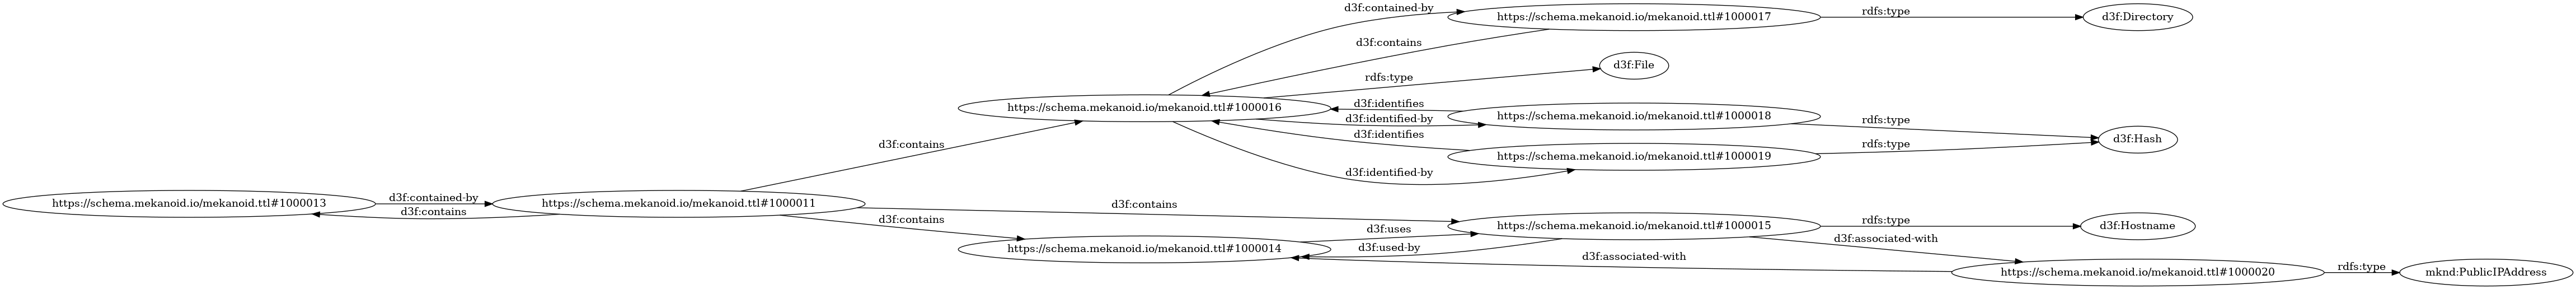 d3f:contained-by
https://schema.mekanoid.io/mekanoid.ttl#1000017
rdfs:type
d3f:Directory
d3f:contains
d3f:File
rdfs:type
https://schema.mekanoid.io/mekanoid.ttl#1000016
d3f:identifies
d3f:identified-by
https://schema.mekanoid.io/mekanoid.ttl#1000018
rdfs:type
d3f:identifies
d3f:Hash
d3f:contains
rdfs:type
https://schema.mekanoid.io/mekanoid.ttl#1000019
d3f:identified-by
https://schema.mekanoid.io/mekanoid.ttl#1000013
d3f:contained-by
d3f:contains
https://schema.mekanoid.io/mekanoid.ttl#1000011
d3f:contains
d3f:contains
https://schema.mekanoid.io/mekanoid.ttl#1000015
rdfs:type
d3f:Hostname
d3f:uses
d3f:used-by
https://schema.mekanoid.io/mekanoid.ttl#1000014
d3f:associated-with
d3f:associated-with
https://schema.mekanoid.io/mekanoid.ttl#1000020
rdfs:type
mknd:PublicIPAddress